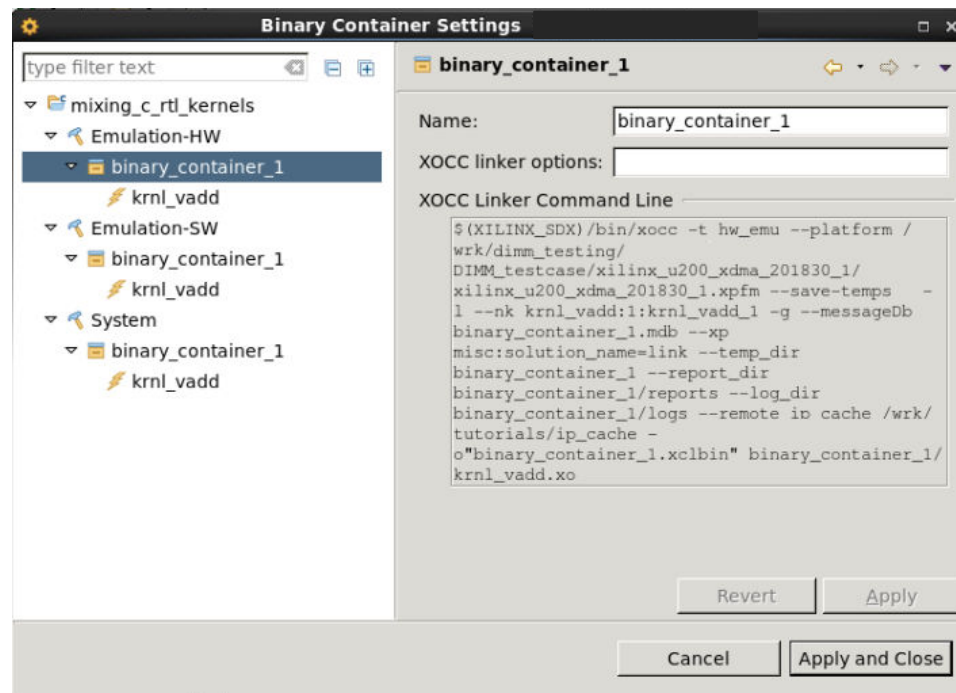 Binary Container Settings
type filter text
mixing_c_rtl_kernels
Emulation-HW
binary_container_1
krnl_vadd
Emulation-SW
binary_container_1
krnl_vadd
System
binary_container_1
krnl_vadd
binary_container_1
Name: binary_container_1
XOCC linker options:
XOCC Linker Command Line
$(XILINX_SDX)/bin/xocc -t hw_emu --platform /
wrk/dimm_testing/
DIMM_testcase/xilinx_u200_xdma_201830_1/
xilinx_u200_xdma_201830_1.xpfm --save-temps -
l --nk krnl_vadd:1:krnl_vadd_1 -g --messageDb
binary_container_1.mdb --xp
misc:solution_name=link --temp_dir
binary_container_1 --report_dir
binary_container_1/reports --log_dir
binary_container_1/logs --remote_ip_cache /wrk/
tutorials/ip_cache -
o"binary_container_1.xclbin" binary_container_1/
krnl_vadd.xo
Revert
Apply
Cancel
Apply and Close